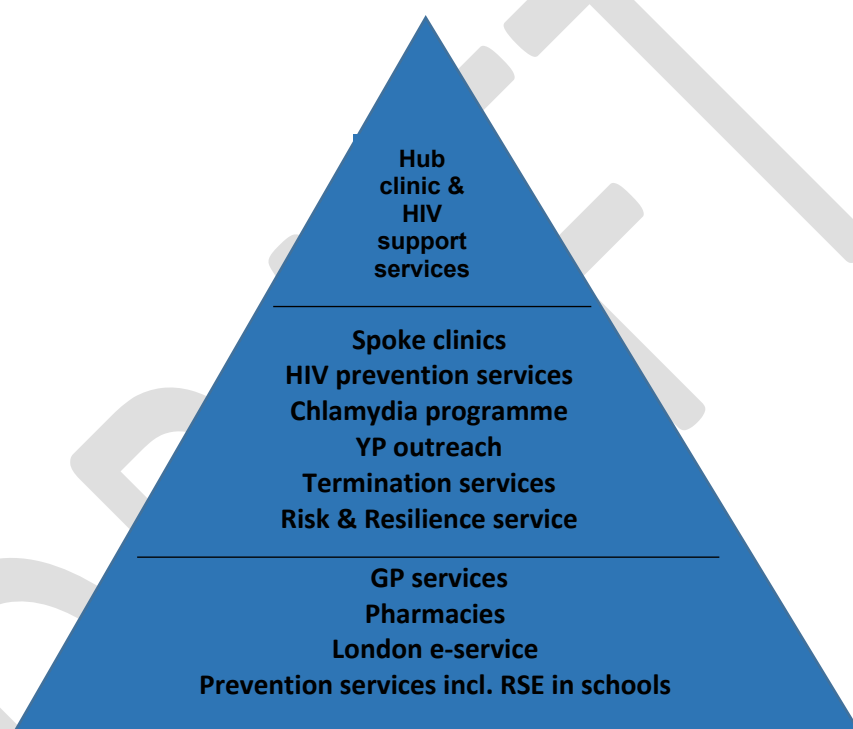 Hub
clinic &
HIV
support
services
Spoke clinics
HIV prevention services
Chlamydia programme
YP outreach
Termination services
Risk & Resilience service
GP services
Pharmacies
London e-service
Prevention services incl. RSE in schools